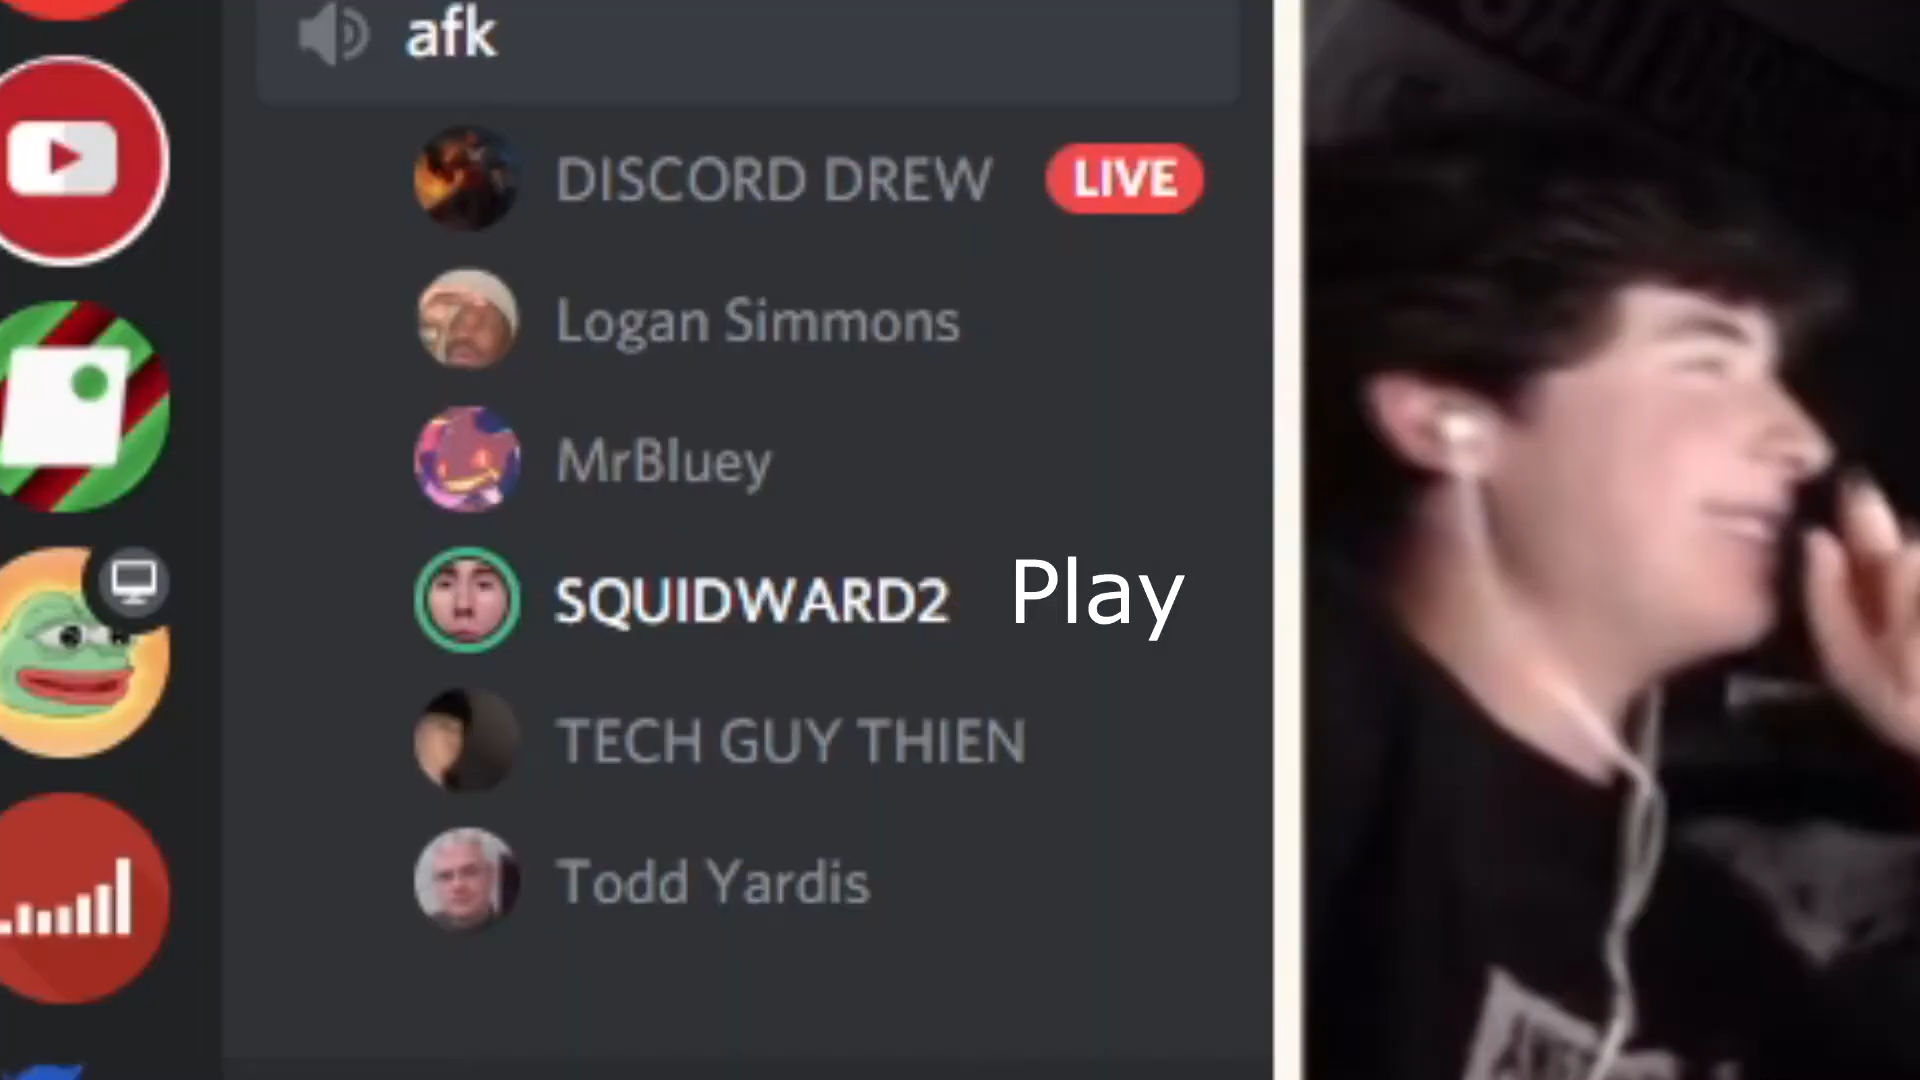 afk
DISCORD DREW LIVE
Logan Simmons
MrBluey
SQUIDWARD2 Play
TECH GUY THIEN
Todd Yardis